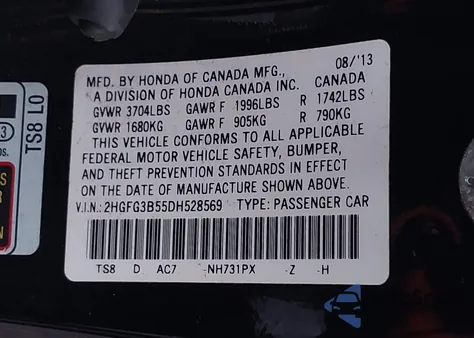 MFD. BY HONDA OF CANADA MFG., 08/'13
A DIVISION OF HONDA CANADA INC. CANADA
GVWR 3704LBS GAWR F 1996LBS R 1742LBS
GVWR 1680KG GAWR F 905KG R 790KG
THIS VEHICLE CONFORMS TO ALL APPLICABLE
FEDERAL MOTOR VEHICLE SAFETY, BUMPER,
AND THEFT PREVENTION STANDARDS IN EFFECT
ON THE DATE OF MANUFACTURE SHOWN ABOVE.
V.I.N.: 2HGFG3B55DH528569 TYPE: PASSENGER CAR
TS8 D AC7 -NH731PX -Z -H
TS8 LO